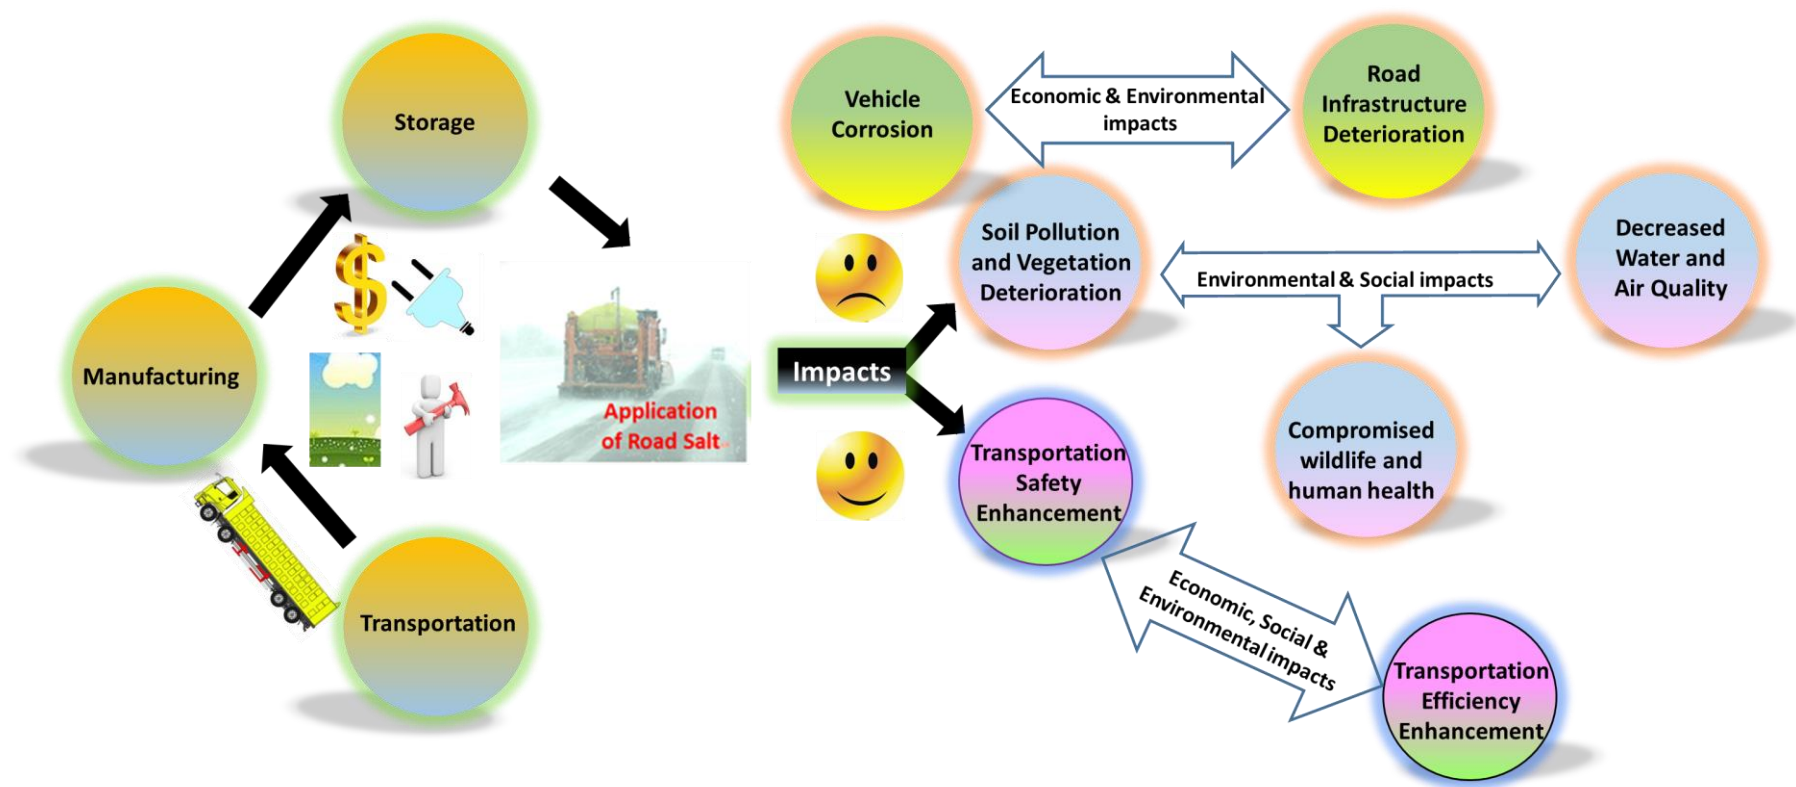 Storage
Manufacturing
Transportation
Application
of Road Salt
Impacts
Vehicle
Corrosion
Economic & Environmental
impacts
Road
Infrastructure
Deterioration
Soil Pollution
and Vegetation
Deterioration
Environmental & Social impacts
Decreased
Water and
Air Quality
Compromised
wildlife and
human health
Transportation
Safety
Enhancement
Economic, Social &
Environmental impacts
Transportation
Efficiency
Enhancement